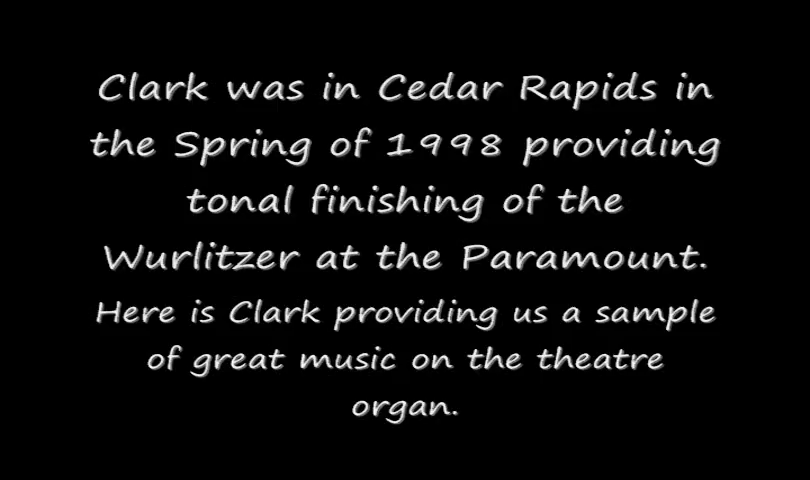 Clark was in Cedar Rapids in
the Spring of 1998 providing
tonal finishing of the
Wurlitzer at the Paramount.
Here is Clark providing us a sample
of great music on the theatre
organ.